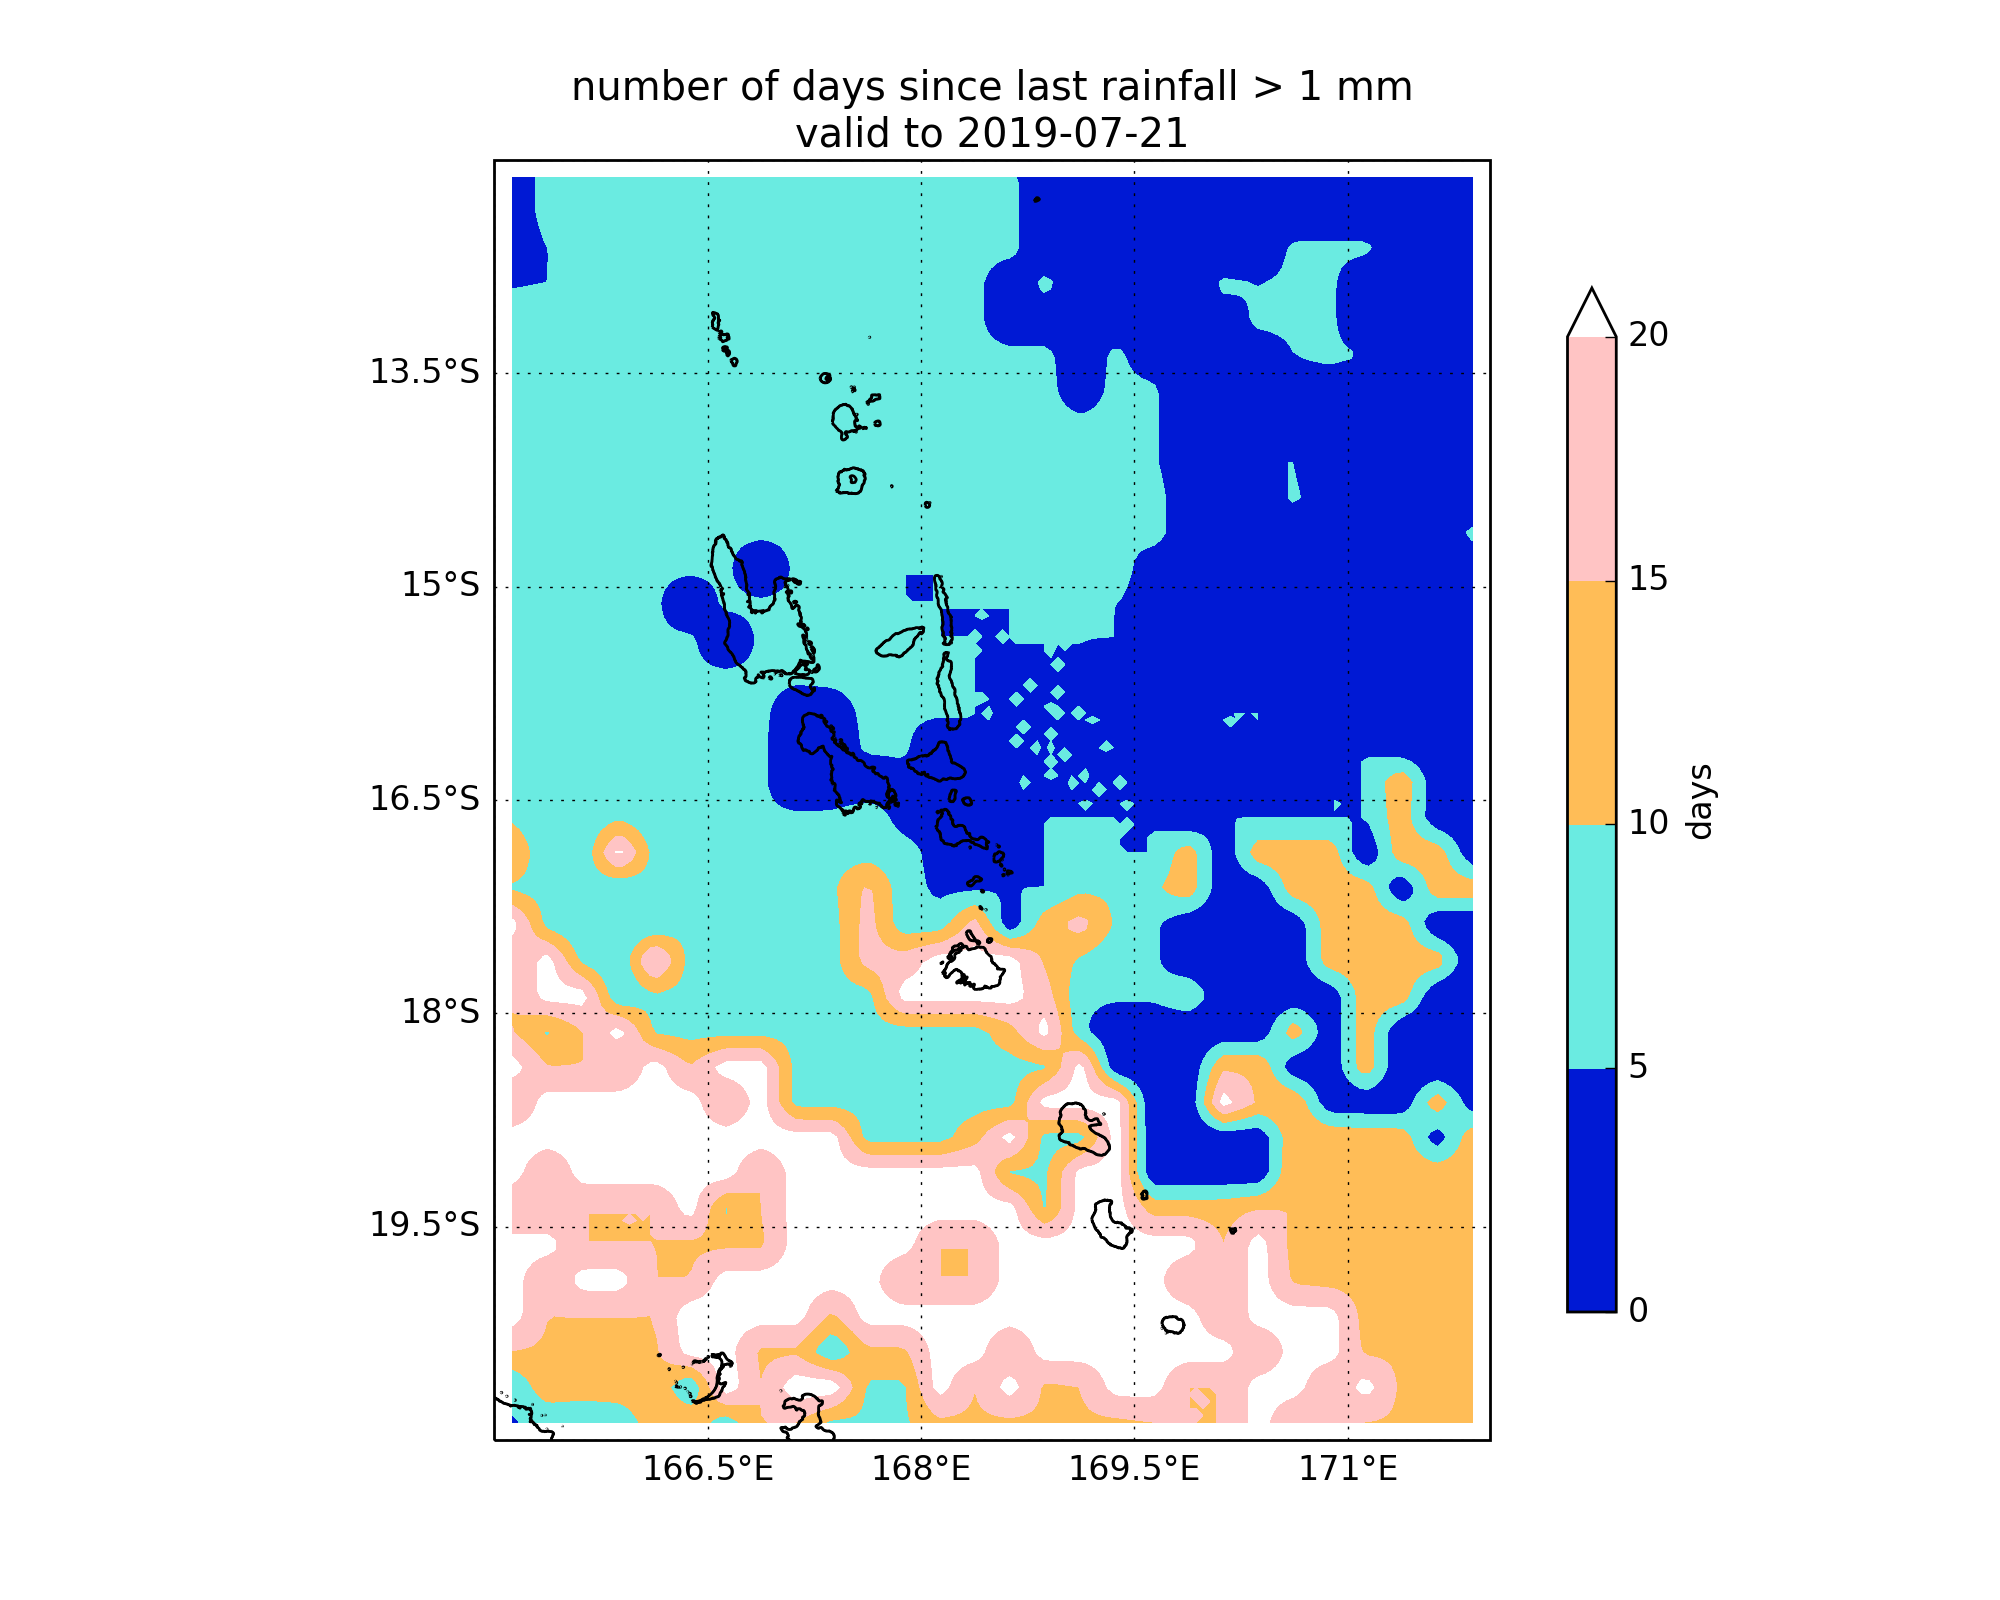 number of days since last rainfall > 1 mm
valid to 2019-07-21
13.5°S
15°S
16.5°S
18°S
19.5°S
166.5°E
168°E
169.5°E
171°E
20
15
10
5
0
days